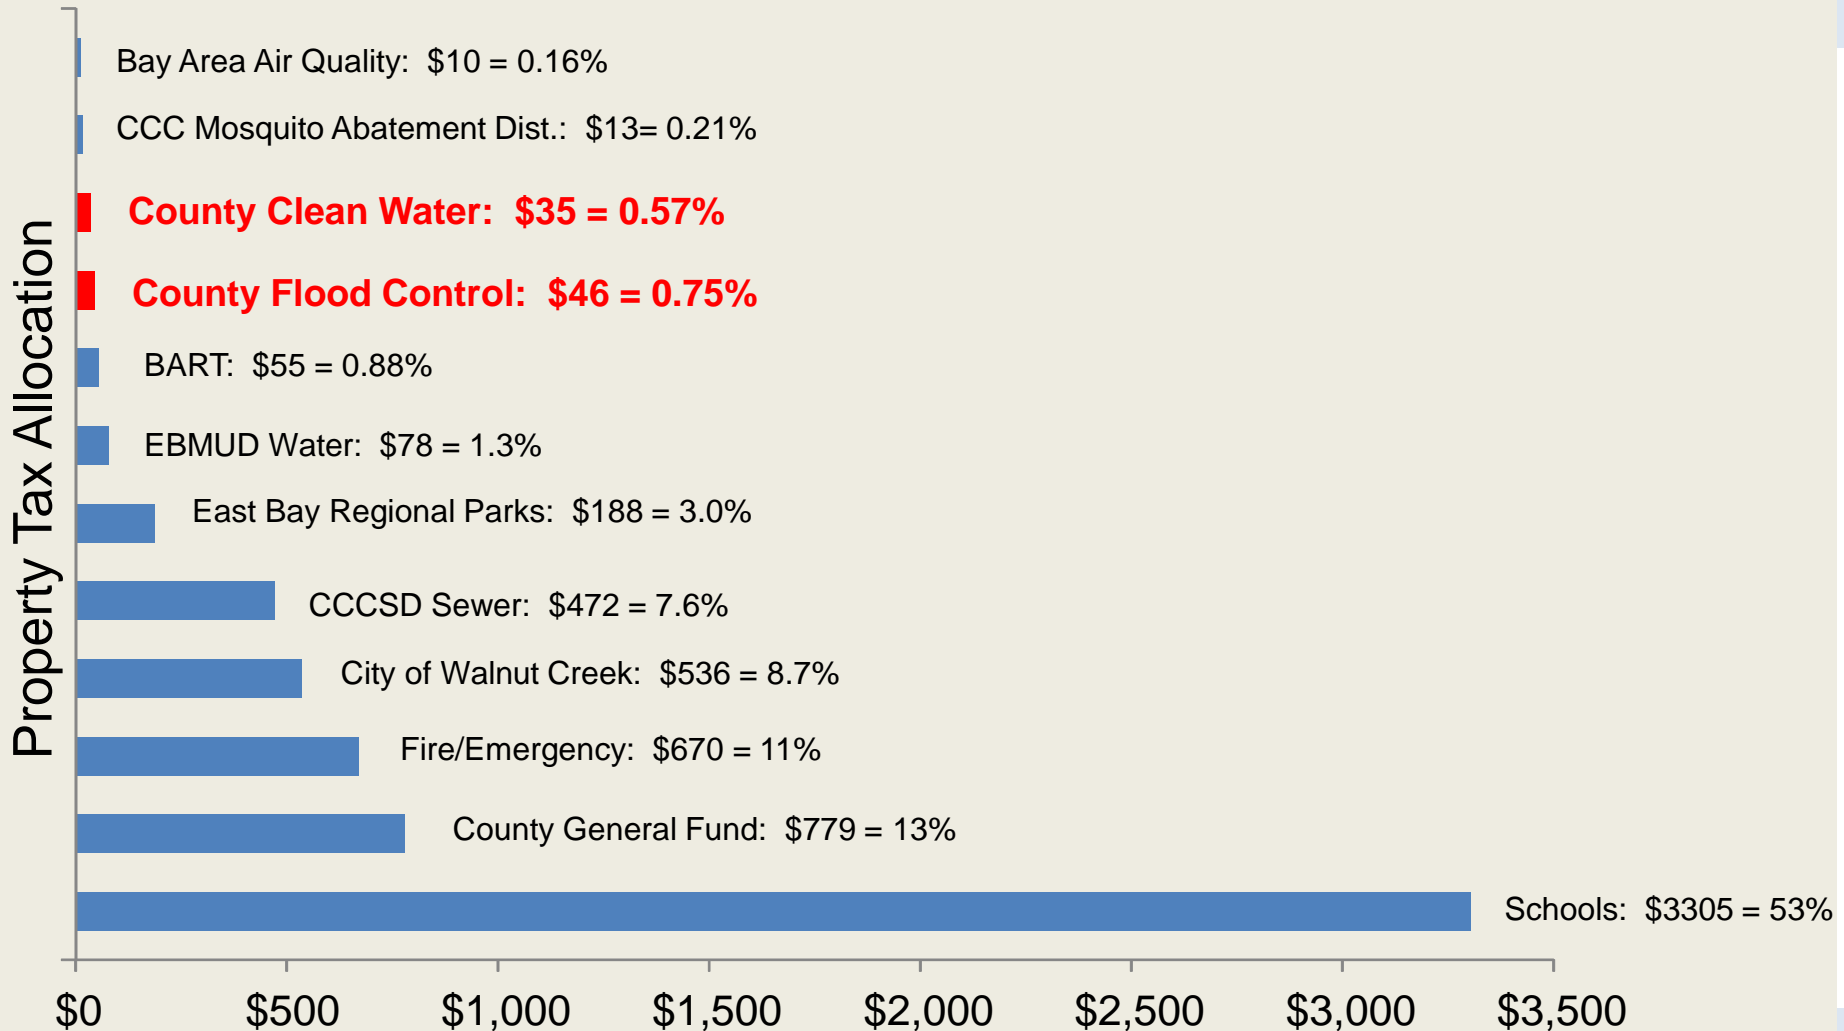 Property Tax Allocation
Bay Area Air Quality:  $10 = 0.16%
CCC Mosquito Abatement Dist.:  $13= 0.21%
County Clean Water:  $35 = 0.57%
County Flood Control:  $46 = 0.75%
BART:  $55 = 0.88%
EBMUD Water:  $78 = 1.3%
East Bay Regional Parks:  $188 = 3.0%
CCCSD Sewer:  $472 = 7.6%
City of Walnut Creek:  $536 = 8.7%
Fire/Emergency:  $670 = 11%
County General Fund:  $779 = 13%
Schools:  $3305 = 53%
$0 $500 $1,000 $1,500 $2,000 $2,500 $3,000 $3,500